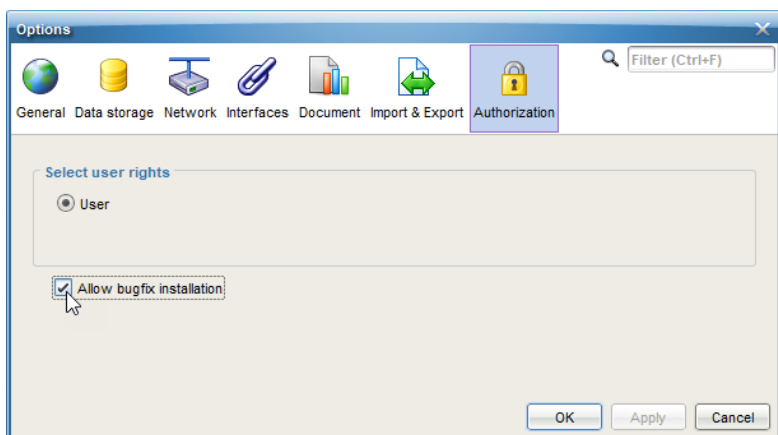 Options
Filter (Ctrl+F)
General Data storage Network Interfaces Document Import & Export Authorization
Select user rights
User
Allow bugfix installation
OK Apply Cancel